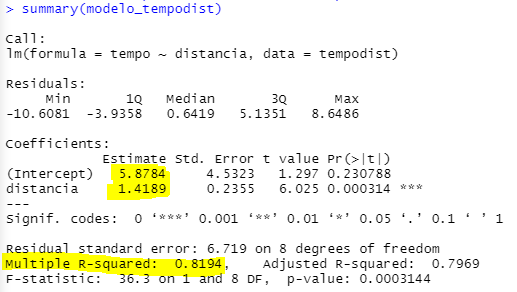 > summary(modelo_tempodist)
Call:
lm(formula = tempo ~ distancia, data = tempodist)
Residuals:
Min 1Q Median 3Q Max
-10.6081 -3.9358 0.6419 5.1351 8.6486
Coefficients:
Estimate Std. Error t value Pr(>|t|)
(Intercept) 5.8784 4.5323 1.297 0.230788
distancia 1.4189 0.2355 6.025 0.000314 ***
---
Signif. codes: 0 ‘***’ 0.001 ‘**’ 0.01 ‘*’ 0.05 ‘.’ 0.1 ‘ ’ 1
Residual standard error: 6.719 on 8 degrees of freedom
Multiple R-squared: 0.8194, Adjusted R-squared: 0.7969
F-statistic: 36.3 on 1 and 8 DF, p-value: 0.0003144